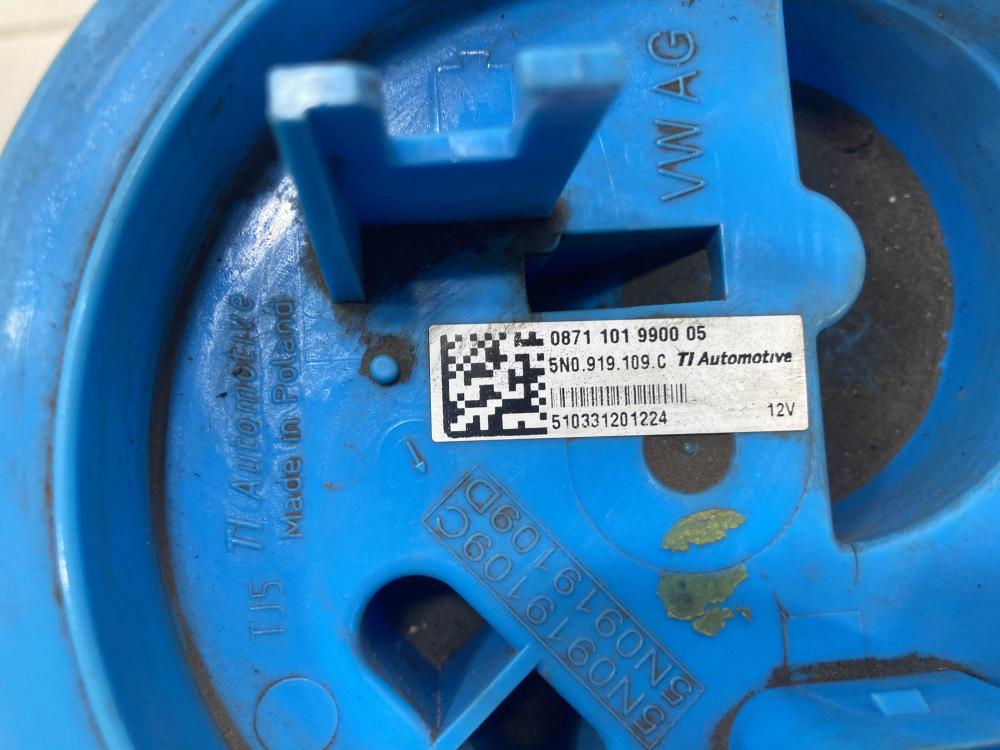 VW AG
0871 101 9900 05
5N0.919.109.C TI Automotive
510331201224
12V
TI Automotive
Made in Poland
TJ5
5N0919109C
5N0919109D